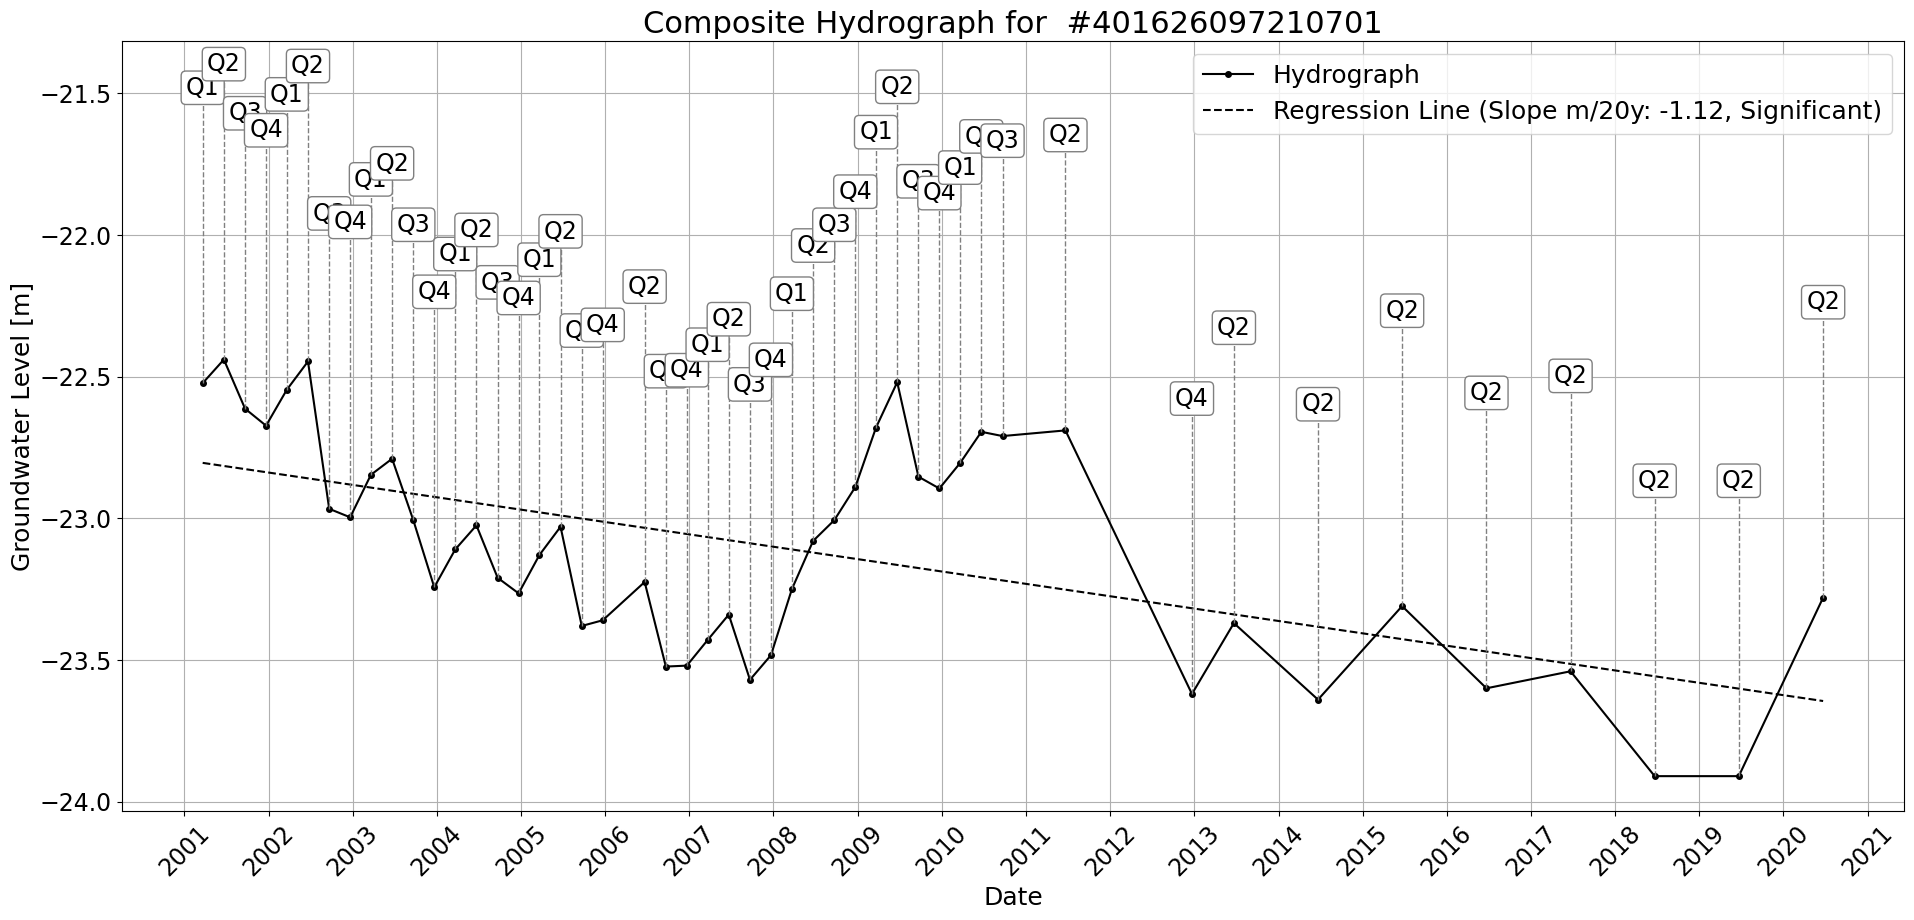 Composite Hydrograph for  #401626097210701
Hydrograph
Regression Line (Slope m/20y: -1.12, Significant)
Groundwater Level [m]
−21.5
−22.0
−22.5
−23.0
−23.5
−24.0
Q1
Q2
Q3
Q4
Q1
Q2
Q4
Q1
Q2
Q3
Q4
Q1
Q2
Q3
Q4
Q1
Q2
Q4
Q2
Q4
Q1
Q2
Q3
Q4
Q1
Q2
Q3
Q4
Q1
Q2
Q3
Q4
Q1
Q3
Q2
Q4
Q2
Q2
Q2
Q2
Q2
Q2
Q2
Q2
2001
2002
2003
2004
2005
2006
2007
2008
2009
2010
2011
2012
2013
2014
2015
2016
2017
2018
2019
2020
2021
Date